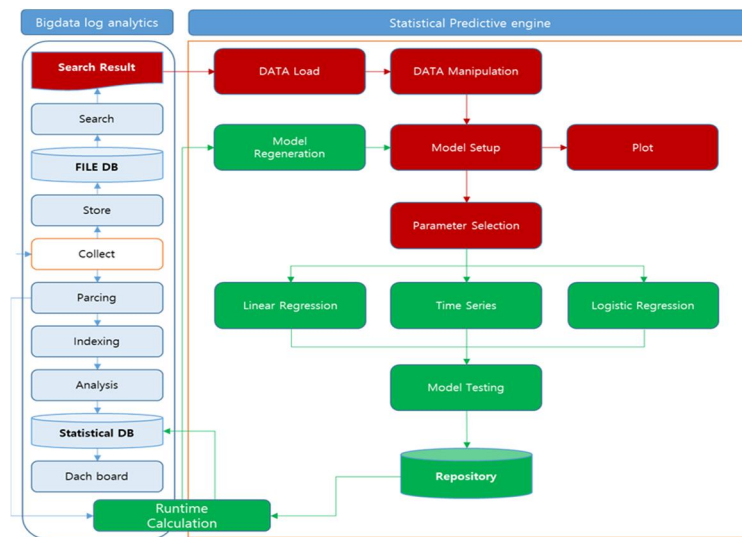 Bigdata log analytics
Statistical Predictive engine
Search Result
DATA Load
DATA Manipulation
Search
Model
Regeneration
Model Setup
Plot
FILE DB
Store
Parameter Selection
Collect
Parcing
Linear Regression
Time Series
Logistic Regression
Indexing
Analysis
Model Testing
Statistical DB
Dach board
Repository
Runtime
Calculation